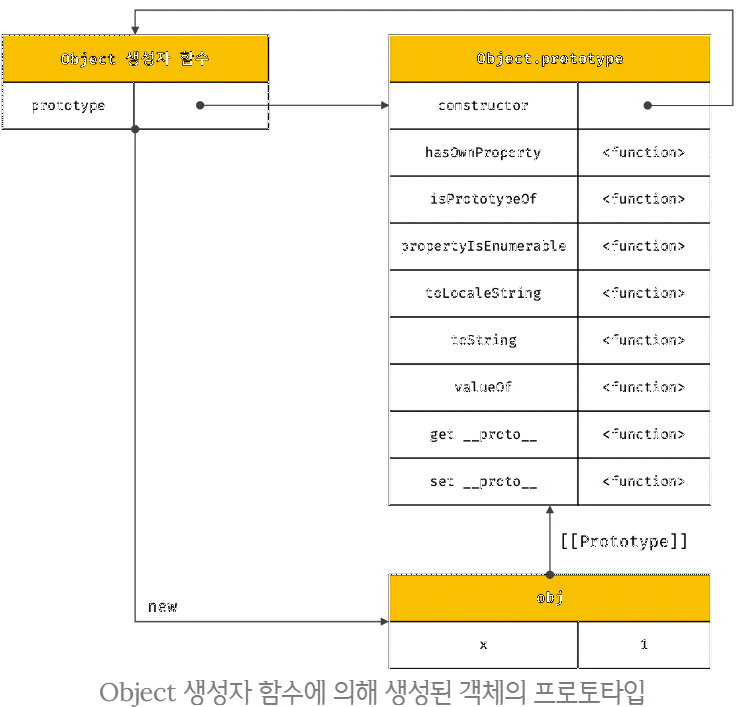 Object 생성자 함수
prototype
Object.prototype
constructor
hasOwnProperty <function>
isPrototypeOf <function>
propertyIsEnumerable <function>
toLocaleString <function>
toString <function>
valueOf <function>
get __proto__ <function>
set __proto__ <function>
[[Prototype]]
new
obj
x 1
Object 생성자 함수에 의해 생성된 객체의 프로토타입